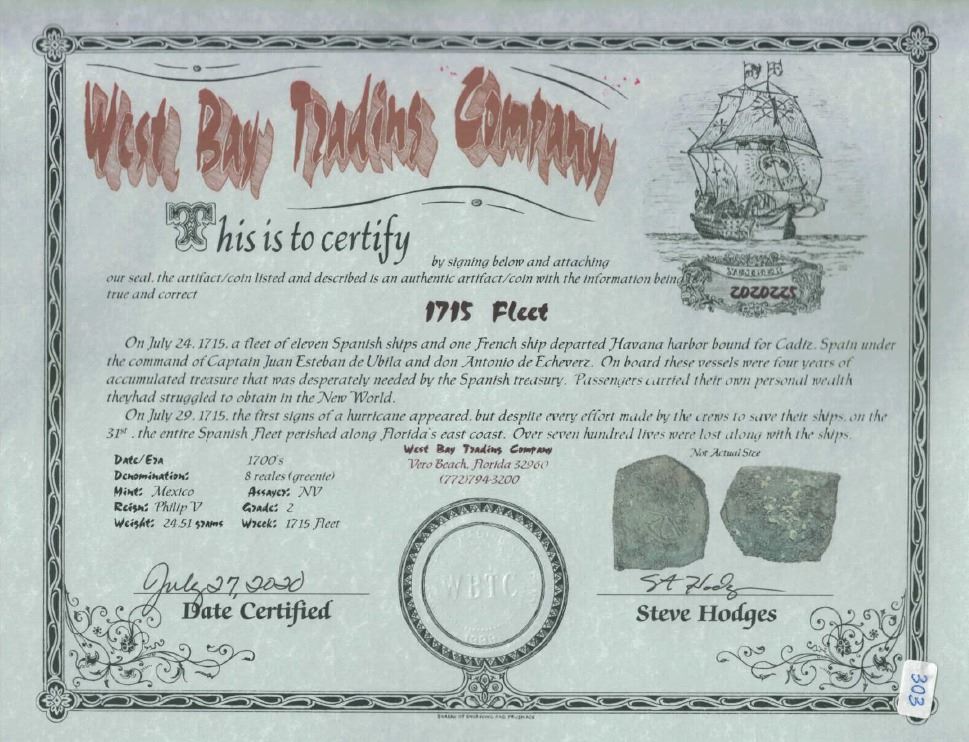 West Bay Trading Company
This is to certify
by signing below and attaching
our seal, the artifact/coin listed and described is an authentic artifact/coin with the information being
true and correct
2020225
1715 Fleet
On July 24, 1715, a fleet of eleven Spanish ships and one French ship departed Havana harbor bound for Cadiz, Spain under
the command of Captain Juan Esteban de Ubilla and don Antonio de Echeverz. On board these vessels were four years of
accumulated treasure that was desperately needed by the Spanish treasury. Passengers carried their own personal wealth
theyhad struggled to obtain in the New World.
On July 29, 1715, the first signs of a hurricane appeared, but despite every effort made by the crews to save their ships, on the
31st , the entire Spanish Fleet perished along Florida's east coast. Over seven hundred lives were lost along with the ships.
West Bay Trading Company
Vero Beach, Florida 32960
(772)794-3200
Not Actual Size
Date/Era 1700's
Denomination: 8 reales (greenie)
Mint: Mexico Assayer: NV
Reign: Philip V Grade: 2
Weight: 24.51 grams Wreck: 1715 Fleet
WBTC
July 27, 2020
Date Certified
St Hodges
Steve Hodges
303
BUREAU OF ENGRAVING AND